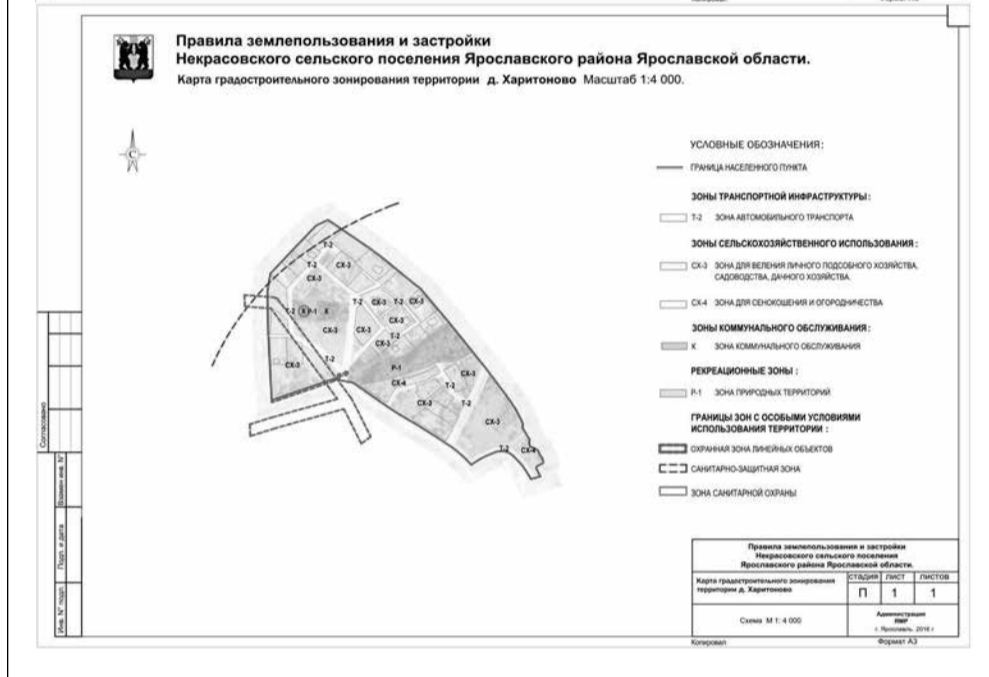 Копировал
Правила землепользования и застройки
Некрасовского сельского поселения Ярославского района Ярославской области.
Карта градостроительного зонирования территории д. Харитоново Масштаб 1:4 000.
С
УСЛОВНЫЕ ОБОЗНАЧЕНИЯ:
ГРАНИЦА НАСЕЛЕННОГО ПУНКТА
ЗОНЫ ТРАНСПОРТНОЙ ИНФРАСТРУКТУРЫ:
Т-2 ЗОНА АВТОМОБИЛЬНОГО ТРАНСПОРТА
ЗОНЫ СЕЛЬСКОХОЗЯЙСТВЕННОГО ИСПОЛЬЗОВАНИЯ:
СХ-3 ЗОНА ДЛЯ ВЕЛЕНИЯ ЛИЧНОГО ПОДСОБНОГО ХОЗЯЙСТВА,
САДОВОДСТВА, ДАЧНОГО ХОЗЯЙСТВА.
СХ-4 ЗОНА ДЛЯ СЕНОКОШЕНИЯ И ОГОРОДНИЧЕСТВА
ЗОНЫ КОММУНАЛЬНОГО ОБСЛУЖИВАНИЯ:
К ЗОНА КОММУНАЛЬНОГО ОБСЛУЖИВАНИЯ
РЕКРЕАЦИОННЫЕ ЗОНЫ:
Р-1 ЗОНА ПРИРОДНЫХ ТЕРРИТОРИЙ
ГРАНИЦЫ ЗОН С ОСОБЫМИ УСЛОВИЯМИ
ИСПОЛЬЗОВАНИЯ ТЕРРИТОРИИ:
ОХРАННАЯ ЗОНА ЛИНЕЙНЫХ ОБЪЕКТОВ
САНИТАРНО-ЗАЩИТНАЯ ЗОНА
ЗОНА САНИТАРНОЙ ОХРАНЫ
Т-2
Т-2 СХ-3
СХ-3
Т-2 СХ-3 Т-2 СХ-3
Т-2 К Р-1 К
СХ-3
СХ-3 СХ-3
Т-2
СХ-3
Т-2
СХ-3
Р-1
СХ-3
СХ-4
Т-2
СХ-3
Т-2
СХ-3
Т-2 СХ-4
Согласовано
Взамен инв. N°
Подп. и дата
Инв. N° подл.
Правила землепользования и застройки
Некрасовского сельского поселения
Ярославского района Ярославской области.
Карта градостроительного зонирования
территории д. Харитоново
СТАДИЯ ЛИСТ ЛИСТОВ
П 1 1
Схема М 1: 4 000
Администрация
ЯМР
г. Ярославль 2016 г
Копировал
Формат А3